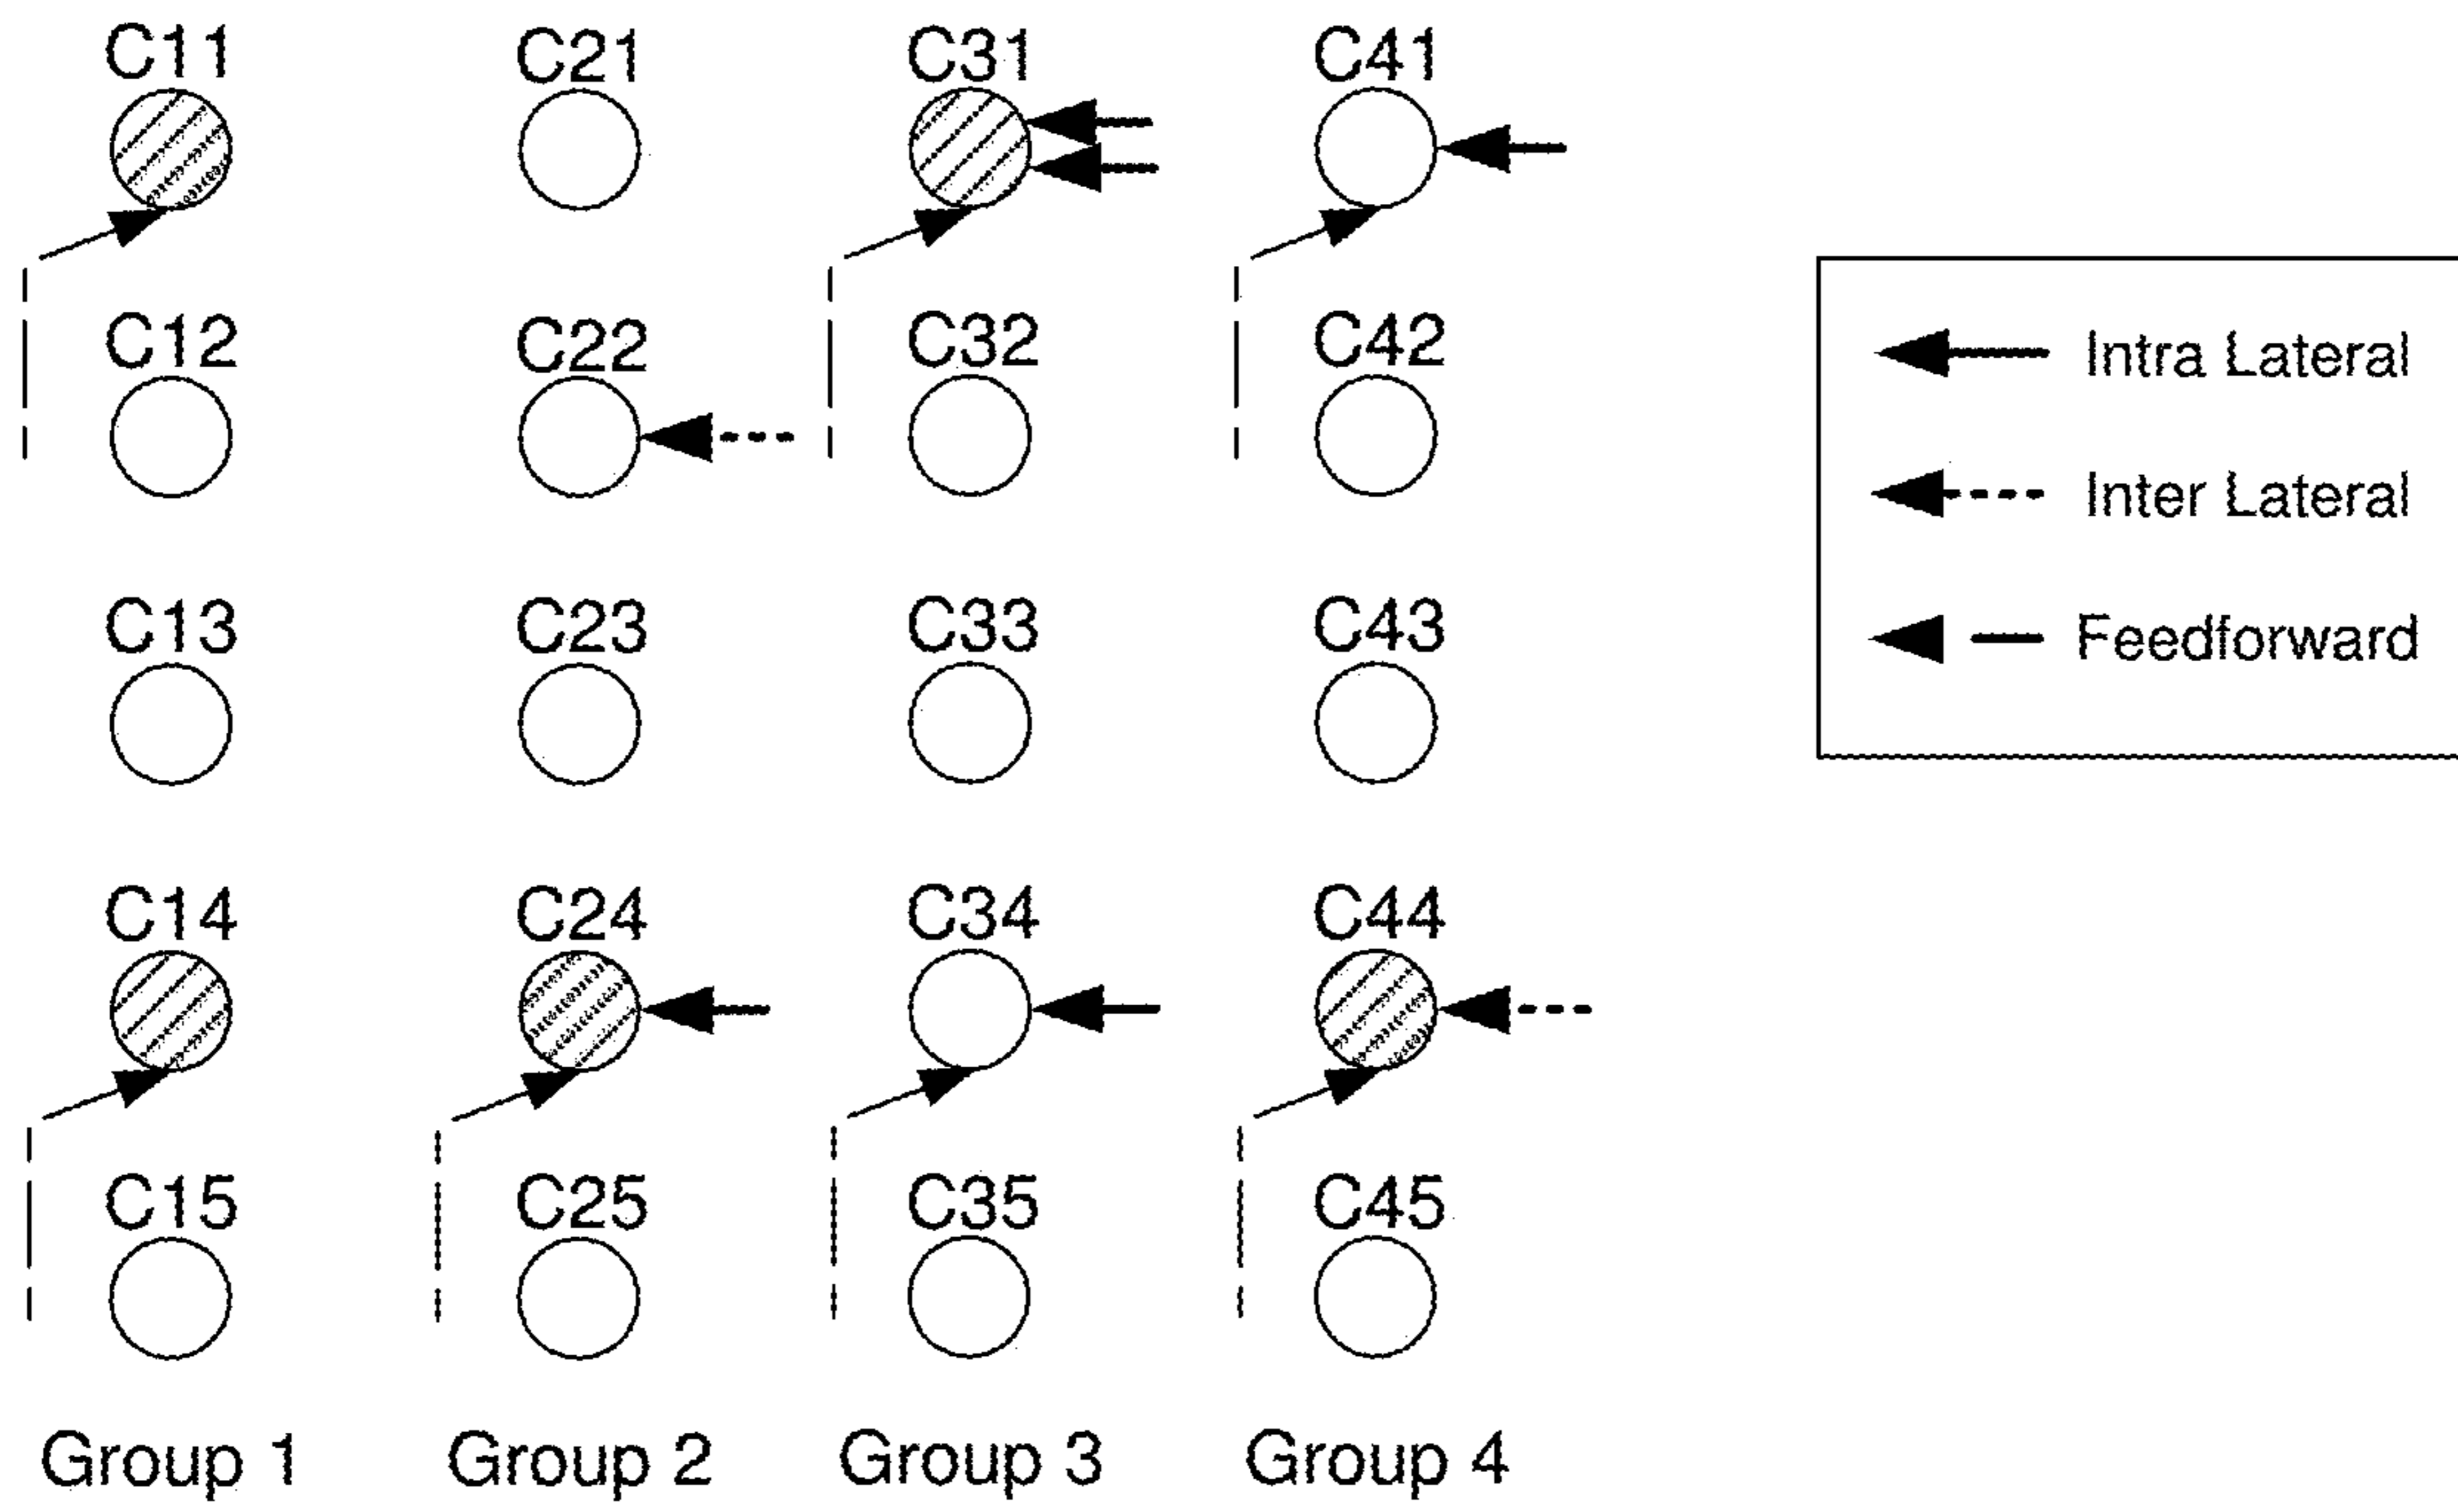 C11 C21 C31 C41
C12 C22 C32 C42
Intra Lateral
Inter Lateral
C13 C23 C33 C43
Feedforward
C14 C24 C34 C44
C15 C25 C35 C45
Group 1 Group 2 Group 3 Group 4